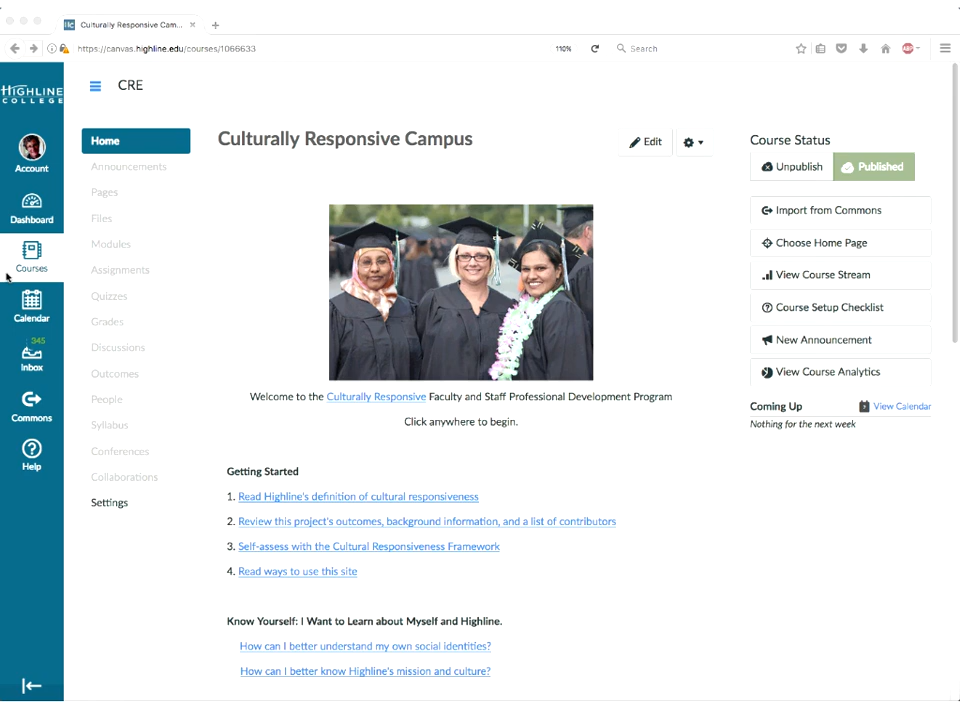 Culturally Responsive Cam...
https://canvas.highline.edu/courses/1066633
110%
Search
HIGHLINE
COLLEGE
CRE
Account
Dashboard
Courses
Calendar
345
Inbox
Commons
Help
Home
Announcements
Pages
Files
Modules
Assignments
Quizzes
Grades
Discussions
Outcomes
People
Syllabus
Conferences
Collaborations
Settings
Culturally Responsive Campus
Edit
Welcome to the Culturally Responsive Faculty and Staff Professional Development Program
Click anywhere to begin.
Getting Started
1. Read Highline's definition of cultural responsiveness
2. Review this project's outcomes, background information, and a list of contributors
3. Self-assess with the Cultural Responsiveness Framework
4. Read ways to use this site
Know Yourself: I Want to Learn about Myself and Highline.
How can I better understand my own social identities?
How can I better know Highline's mission and culture?
Course Status
Unpublish
Published
Import from Commons
Choose Home Page
View Course Stream
Course Setup Checklist
New Announcement
View Course Analytics
Coming Up
View Calendar
Nothing for the next week